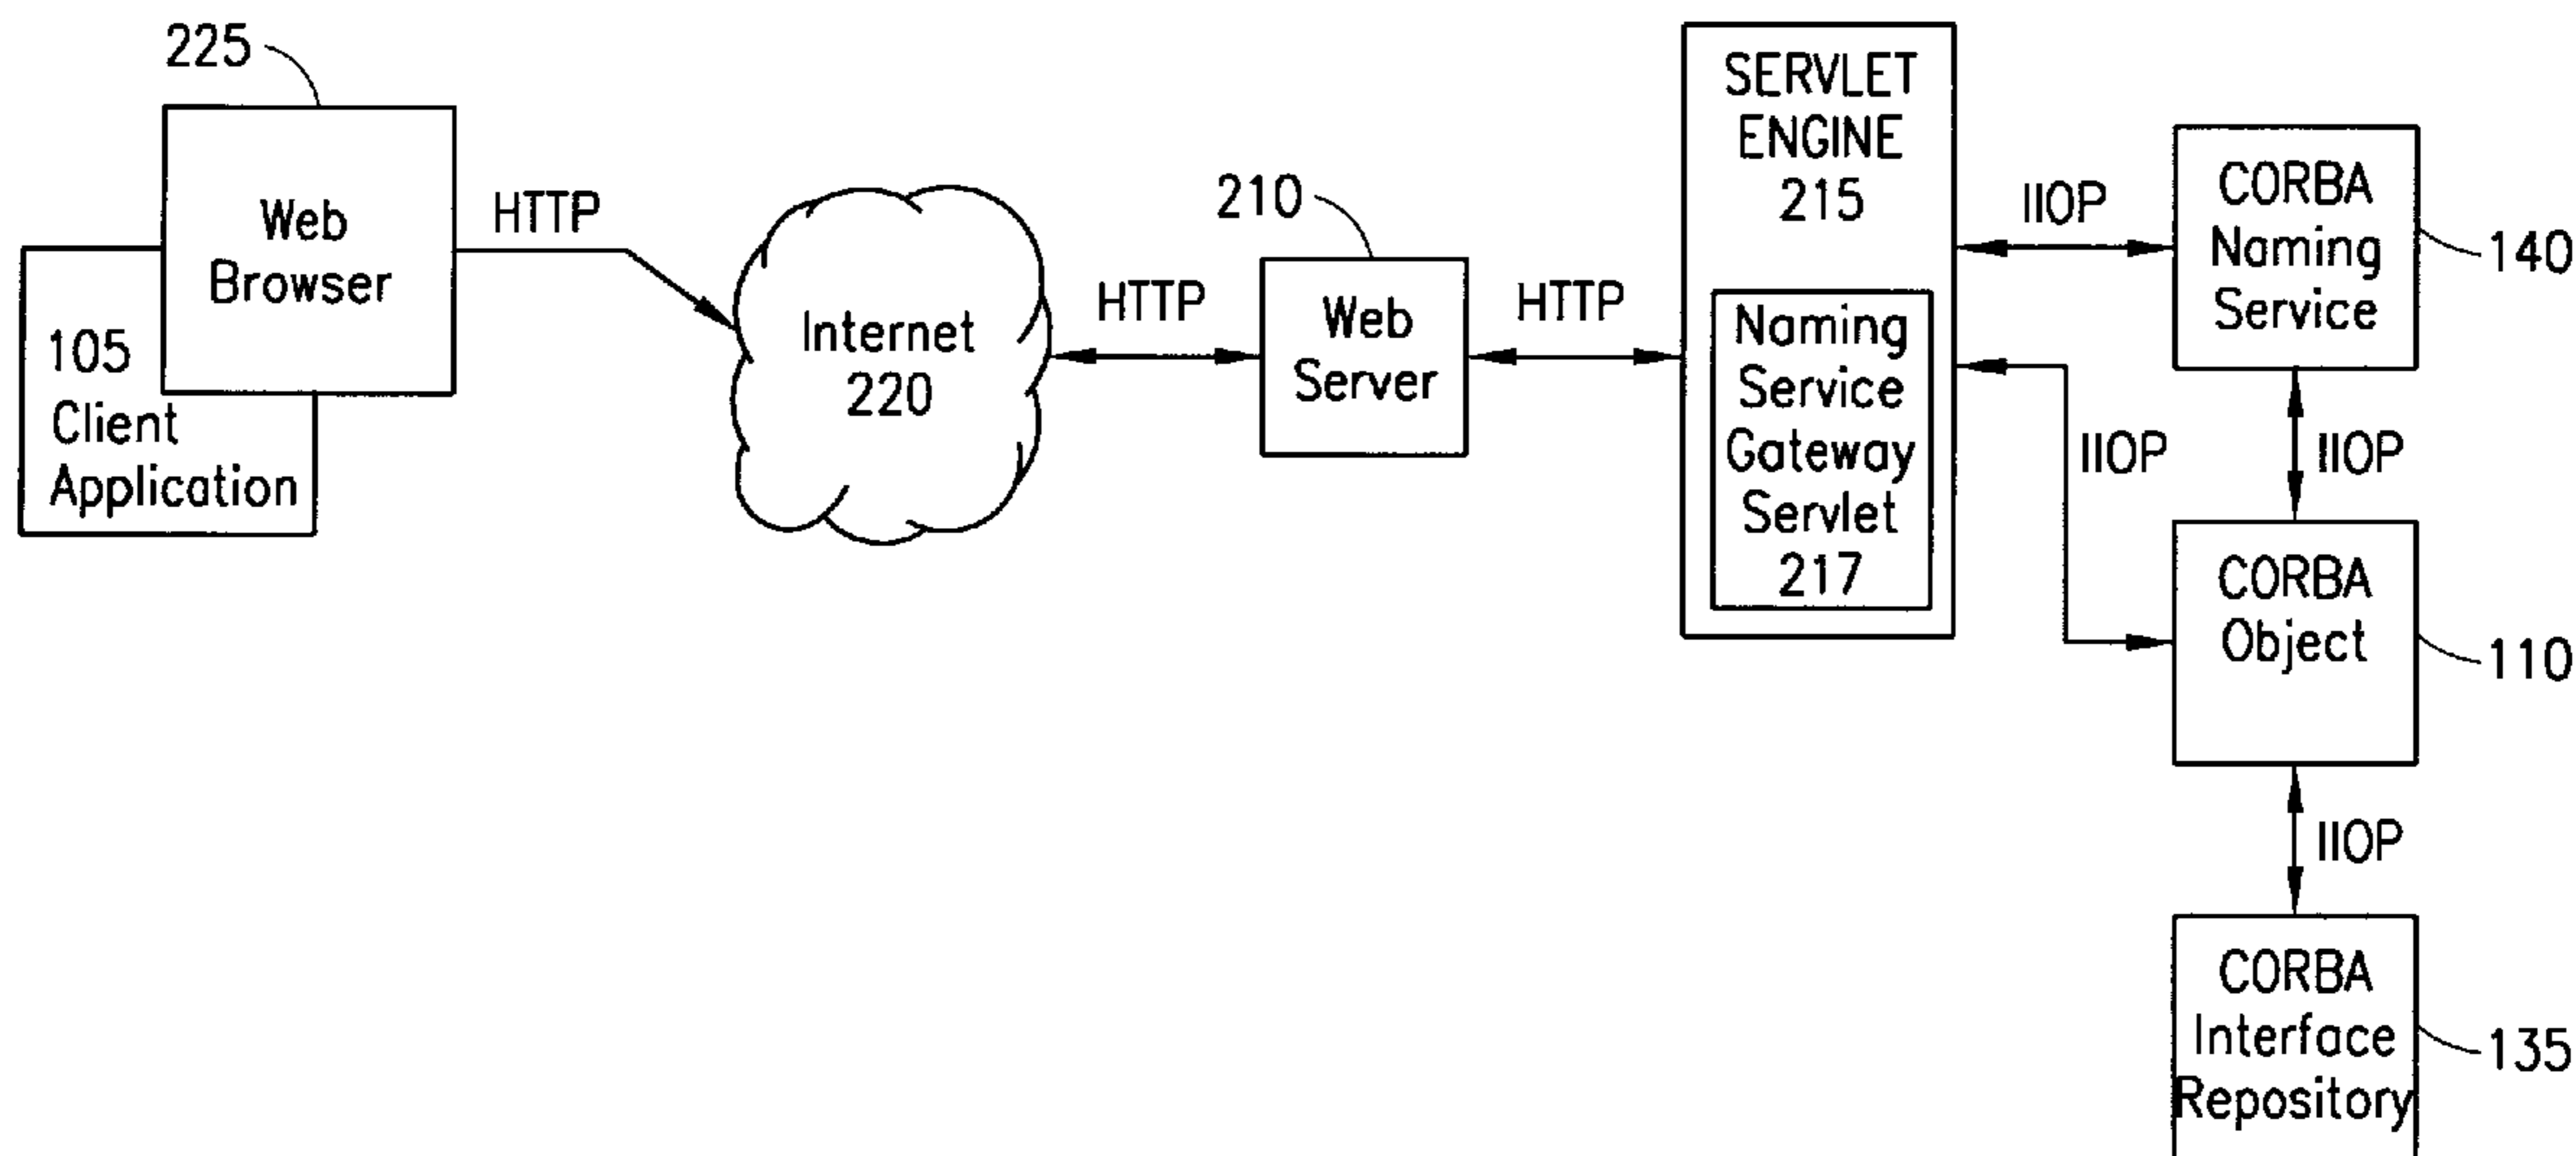 225
Web
Browser
105
Client
Application
HTTP
Internet
220
HTTP
210
Web
Server
HTTP
SERVLET
ENGINE
215
Naming
Service
Gateway
Servlet
217
IIOP
CORBA
Naming
Service
140
IIOP
IIOP
CORBA
Object
110
IIOP
CORBA
Interface
Repository
135